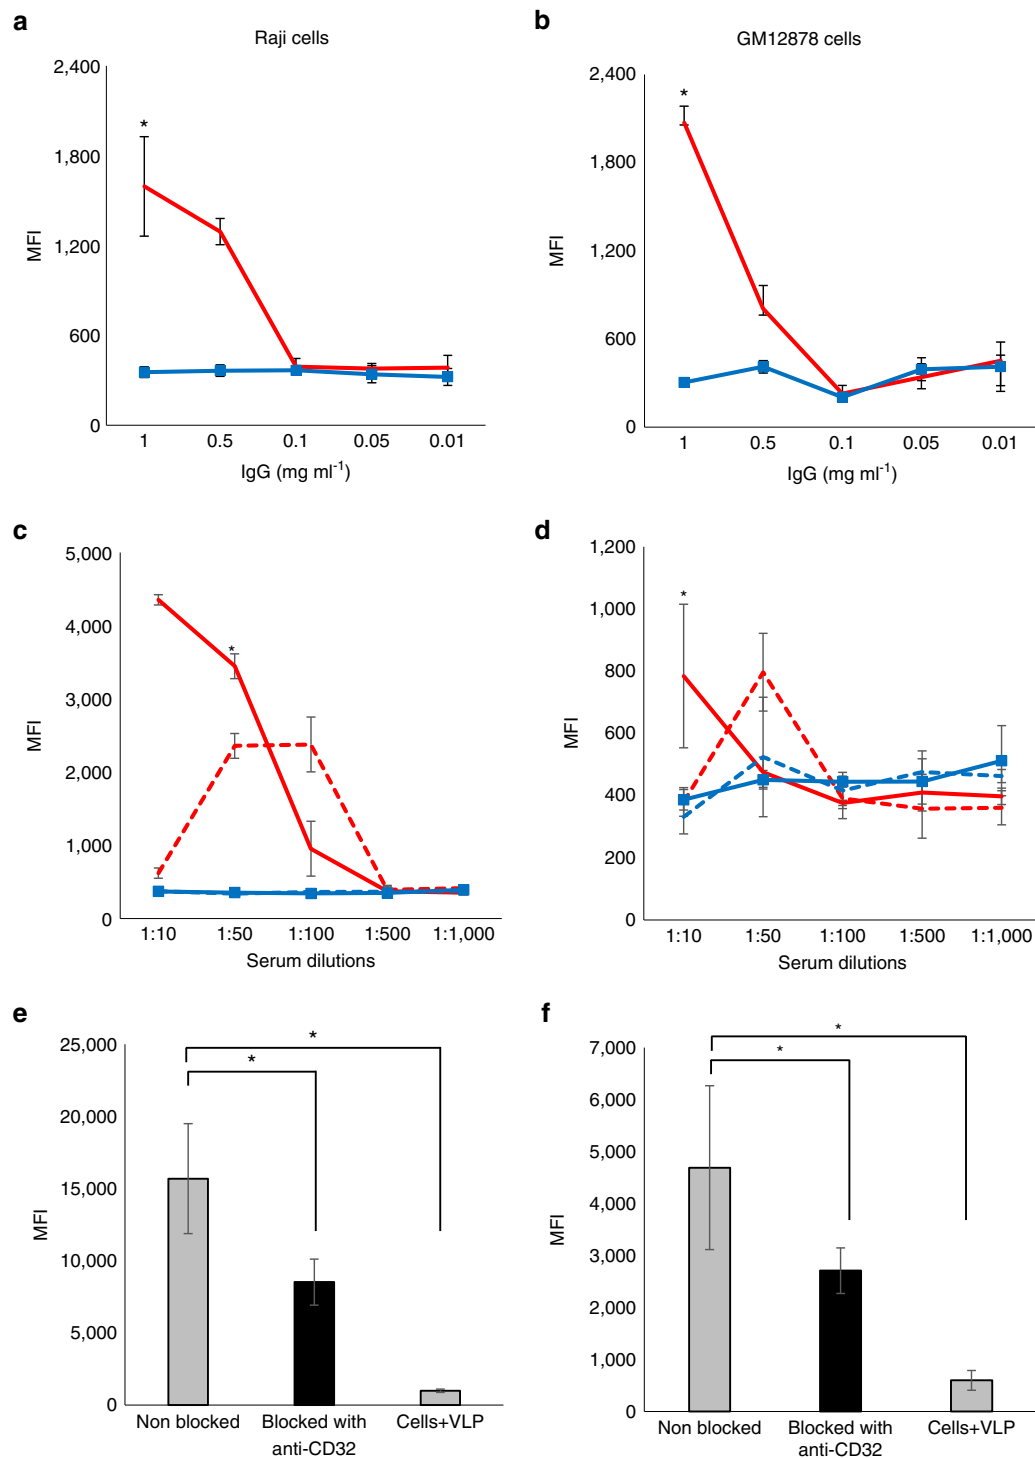 a
Raji cells
2,400
1,800
1,200
600
0
MFI
*
1 0.5 0.1 0.05 0.01
IgG (mg ml-1)
b
GM12878 cells
2,400
1,800
1,200
600
0
MFI
*
1 0.5 0.1 0.05 0.01
IgG (mg ml-1)
c
5,000
4,000
3,000
2,000
1,000
0
MFI
*
1:10 1:50 1:100 1:500 1:1,000
Serum dilutions
d
1,200
1,000
800
600
400
200
0
MFI
*
1:10 1:50 1:100 1:500 1:1,000
Serum dilutions
e
25,000
20,000
15,000
10,000
5,000
0
MFI
*
*
Non blocked Blocked with Cells+VLP
anti-CD32
f
7,000
6,000
5,000
4,000
3,000
2,000
1,000
0
MFI
*
*
Non blocked Blocked with Cells+VLP
anti-CD32